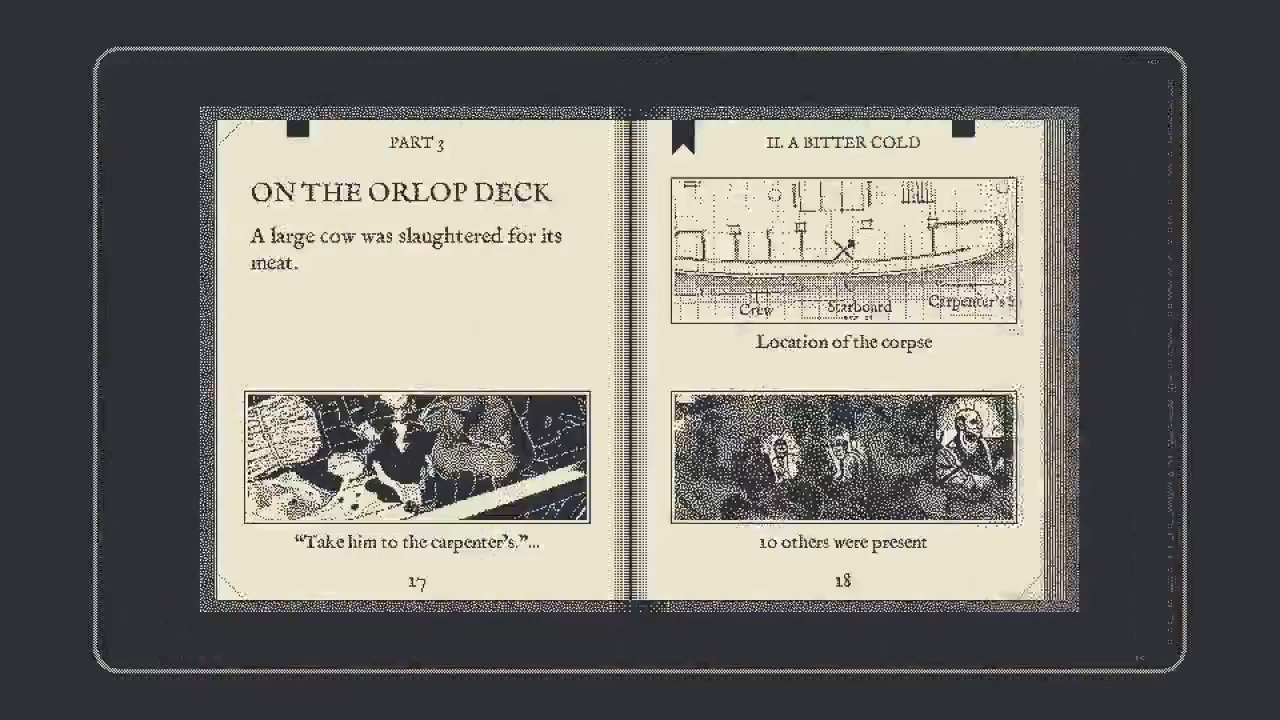 PART 3
ON THE ORLOP DECK
A large cow was slaughtered for its
meat.
"Take him to the carpenter's."...
17
II. A BITTER COLD
Crew
Starboard
Carpenter's
Location of the corpse
10 others were present
18